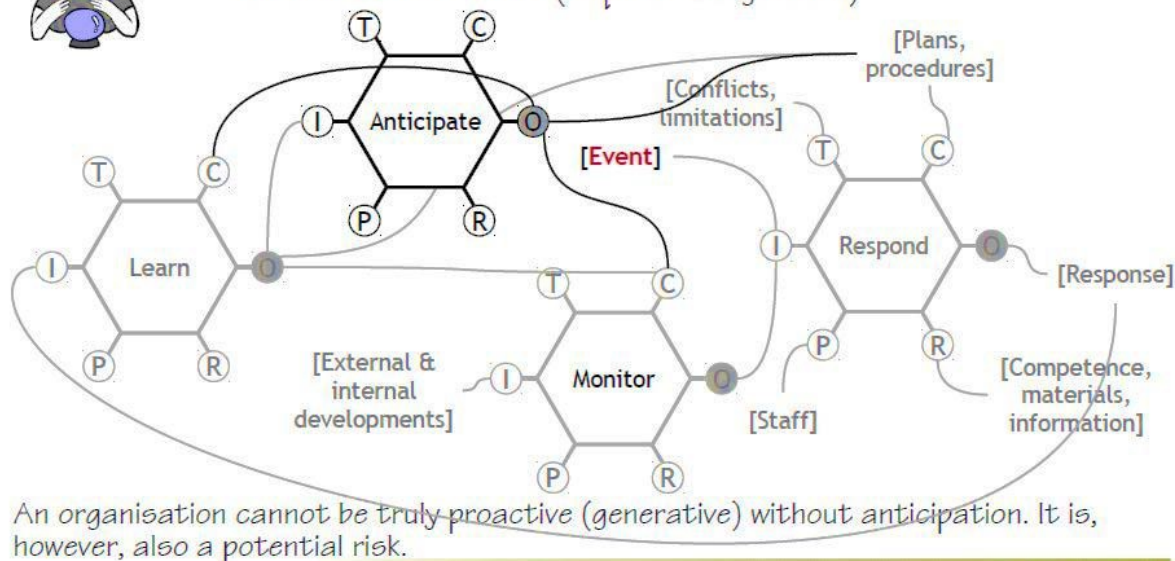 T
C
[Plans,
procedures]
[Conflicts,
limitations]
I
Anticipate
O
[Event]
T
C
T
C
P
R
I
Respond
O
I
Learn
O
[Response]
T
C
P
R
[External &
internal
developments]
I
Monitor
O
P
R
[Staff]
[Competence,
materials,
information]
P
R
An organisation cannot be truly proactive (generative) without anticipation. It is,
however, also a potential risk.